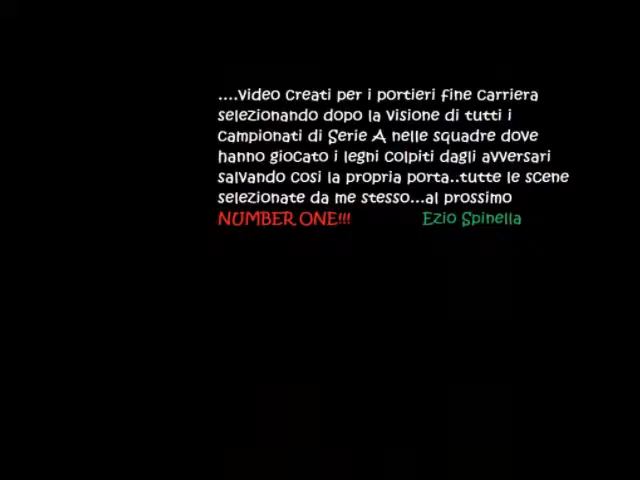 ....video creati per i portieri fine carriera
selezionando dopo la visione di tutti i
campionati di Serie A nelle squadre dove
hanno giocato i legni colpiti dagli avversari
salvando cosi la propria porta..tutte le scene
selezionate da me stesso...al prossimo
NUMBER ONE!!! Ezio Spinella